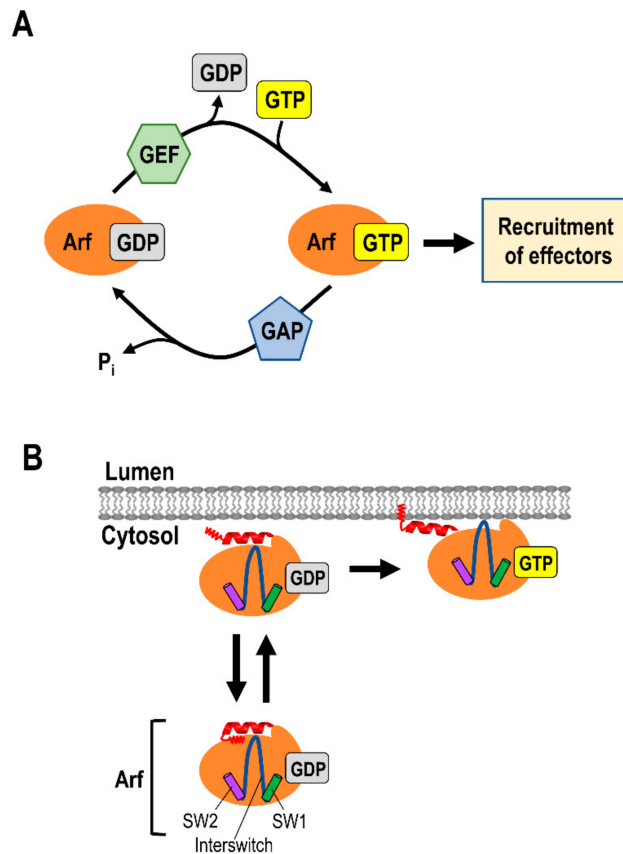 A
GDP
GTP
GEF
Arf GDP
Arf GTP
Recruitment
of effectors
GAP
Pi
B
Lumen
Cytosol
GDP
GTP
GDP
Arf
SW2
SW1
Interswitch